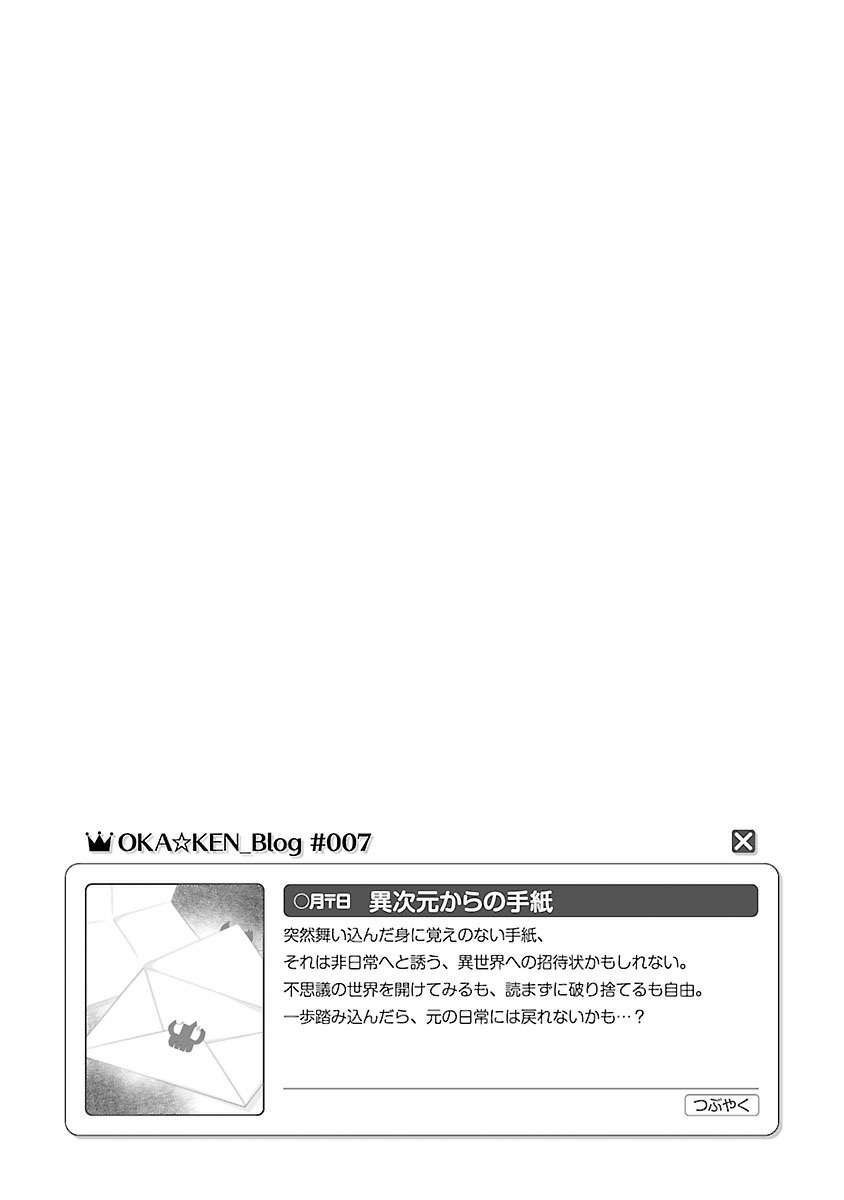 OKA☆KEN_Blog #007
○月〒日 異次元からの手紙
突然舞い込んだ身に覚えのない手紙、
それは非日常へと誘う、異世界への招待状かもしれない。
不思議の世界を開けてみるも、読まずに破り捨てるも自由。
一歩踏み込んだら、元の日常には戻れないかも…？
つぶやく